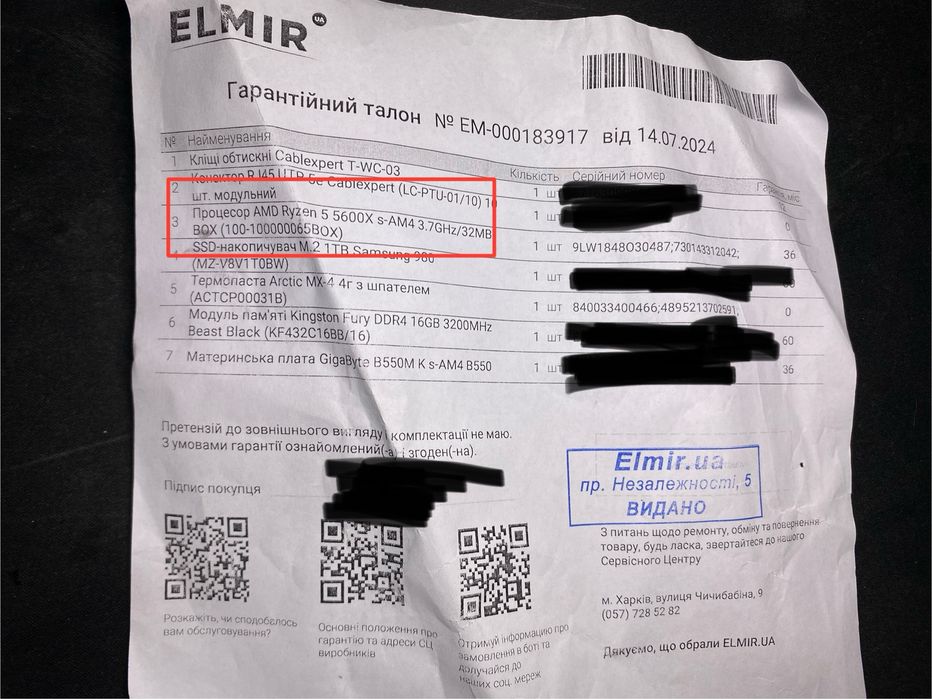 ELMIR UA
Гарантійний талон № EM-000183917 від 14.07.2024
№ Найменування Кількість Серійний номер Гарантія, міс
1 Кліщі обтискні Cablexpert T-WC-03 1 шт 12
2 Конектор RJ45 UTP 5e Cablexpert (LC-PTU-01/10) 10 1 шт 0
шт. модульний
3 Процесор AMD Ryzen 5 5600X s-AM4 3.7GHz/32MB 1 шт 9LW1848O30487;730143312042; 36
BOX (100-100000065BOX)
4 SSD-накопичувач M.2 1TB Samsung 980 1 шт
(MZ-V8V1T0BW)
5 Термопаста Arctic MX-4 4г з шпателем 1 шт 840033400466;4895213702591; 0
(ACTCP00031B)
6 Модуль пам'яті Kingston Fury DDR4 16GB 3200MHz 1 шт 60
Beast Black (KF432C16BB/16)
7 Материнська плата GigaByte B550M K s-AM4 B550 1 шт 36
Претензій до зовнішнього вигляду і комплектації не маю.
З умовами гарантії ознайомлений(-а) і згоден(-на).
Підпис покупця
Elmir.ua
пр. Незалежності, 5
ВИДАНО
З питань щодо ремонту, обміну та повернення
товару, будь ласка, звертайтеся до нашого
Сервісного Центру
м. Харків, вулиця Чичибабіна, 9
(057) 728 52 82
Дякуємо, що обрали ELMIR.UA
Розкажіть, чи сподобалось
вам обслуговування?
Основні положення про
гарантію та адреси СЦ
виробників
Отримуй інформацію про
замовлення в боті та
долучайся до
наших соц. мереж